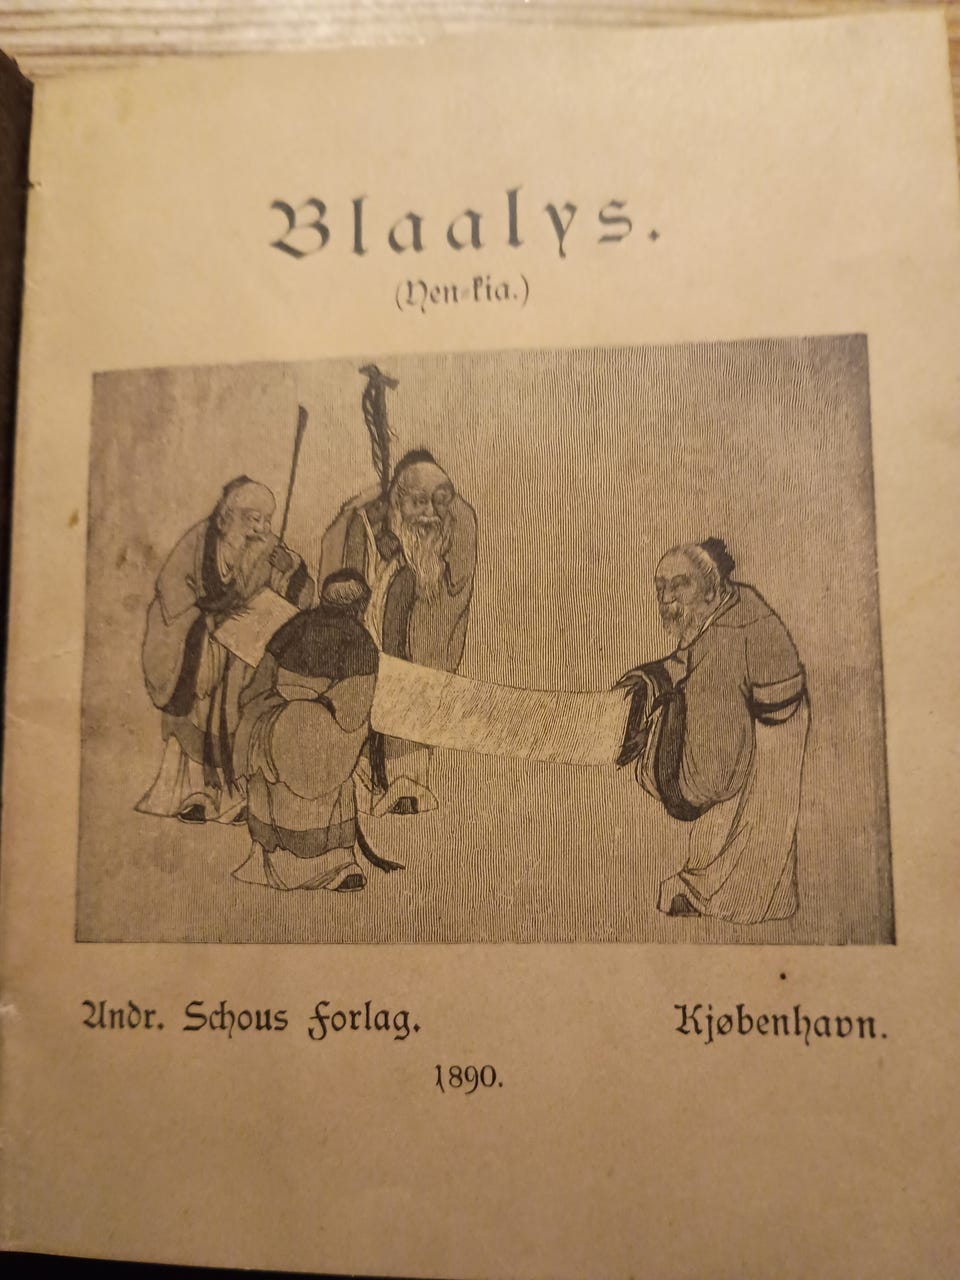 Blaalys.
(Yen-kia.)
Andr. Schous Forlag.
Kjøbenhavn.
1890.